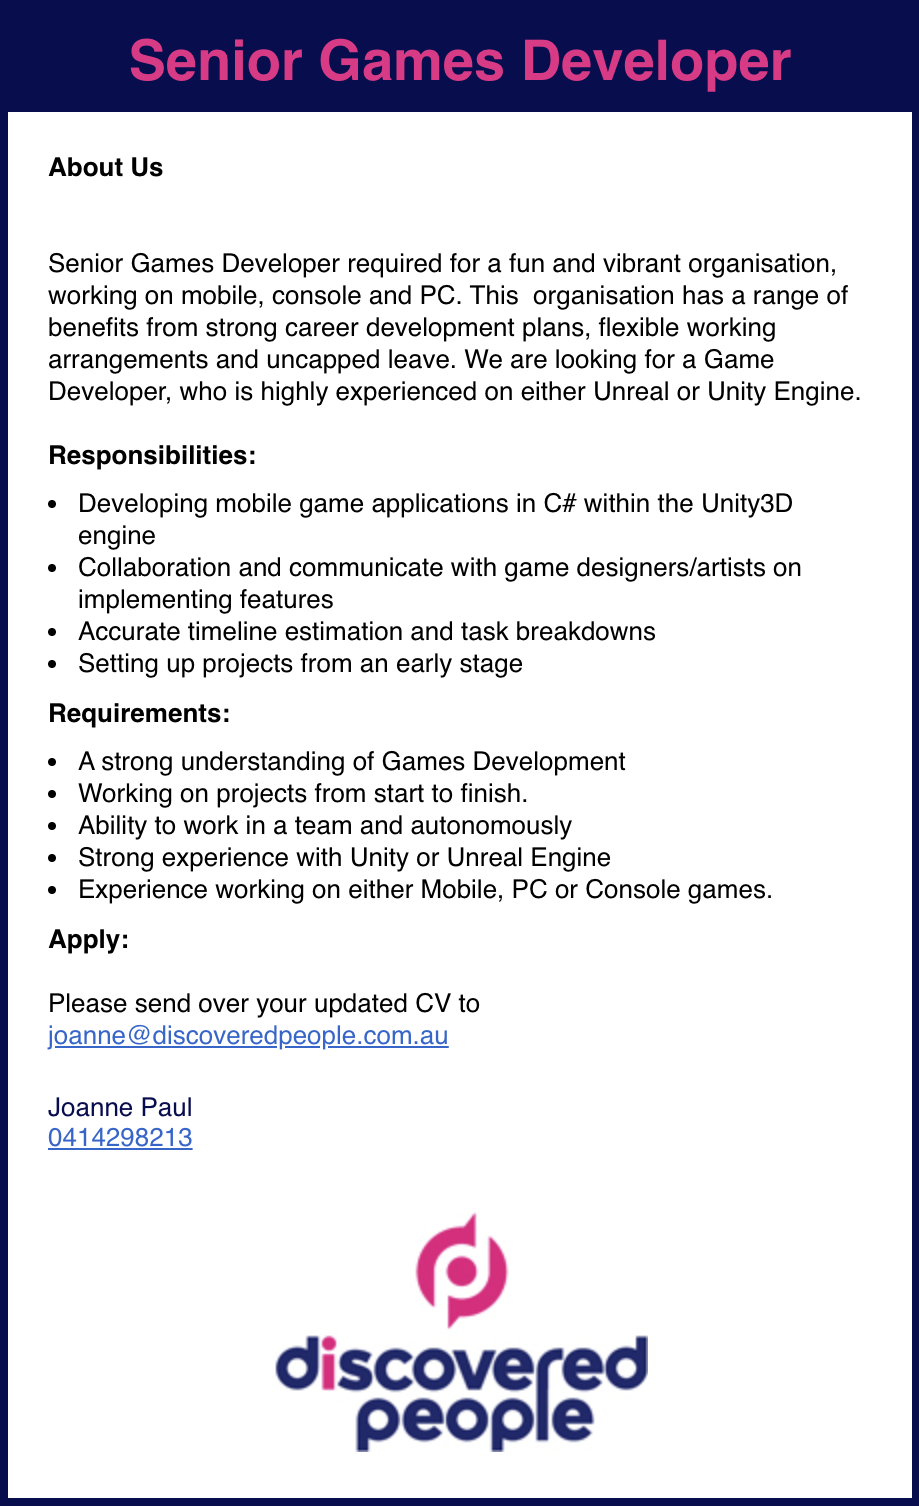 Senior Games Developer
About Us
Senior Games Developer required for a fun and vibrant organisation,
working on mobile, console and PC. This  organisation has a range of
benefits from strong career development plans, flexible working
arrangements and uncapped leave. We are looking for a Game
Developer, who is highly experienced on either Unreal or Unity Engine.
Responsibilities:
• Developing mobile game applications in C# within the Unity3D
engine
• Collaboration and communicate with game designers/artists on
implementing features
• Accurate timeline estimation and task breakdowns
• Setting up projects from an early stage
Requirements:
• A strong understanding of Games Development
• Working on projects from start to finish.
• Ability to work in a team and autonomously
• Strong experience with Unity or Unreal Engine
• Experience working on either Mobile, PC or Console games.
Apply:
Please send over your updated CV to
joanne@discoveredpeople.com.au
Joanne Paul
0414298213
discovered
people